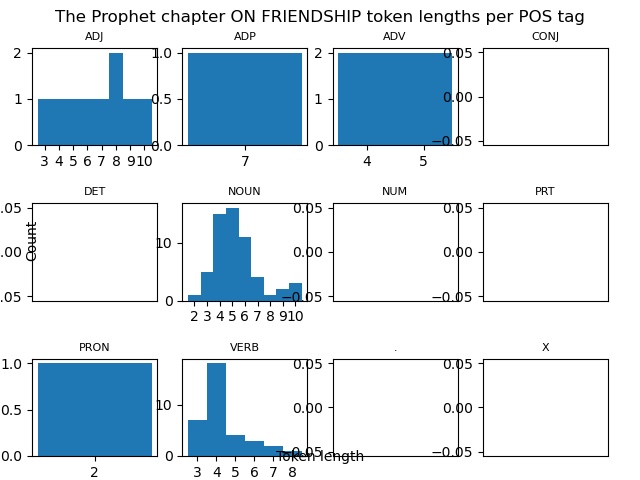 The Prophet chapter ON FRIENDSHIP token lengths per POS tag
ADJ
ADP
ADV
CONJ
2
1
0
3 4 5 6 7 8 9 10
1.0
0.5
0.0
7
2
1
0
4 5
0.05
0.00
−0.05
DET
NOUN
NUM
PRT
Count
.05
.00
.05
10
0
2 3 4 5 6 7 8 9 10
0.05
0.00
−0.05
0.05
0.00
−0.05
PRON
VERB
.
X
1.0
0.5
0.0
2
10
0
3 4 5 6 7 8
0.05
0.00
−0.05
0.05
0.00
−0.05
Token length